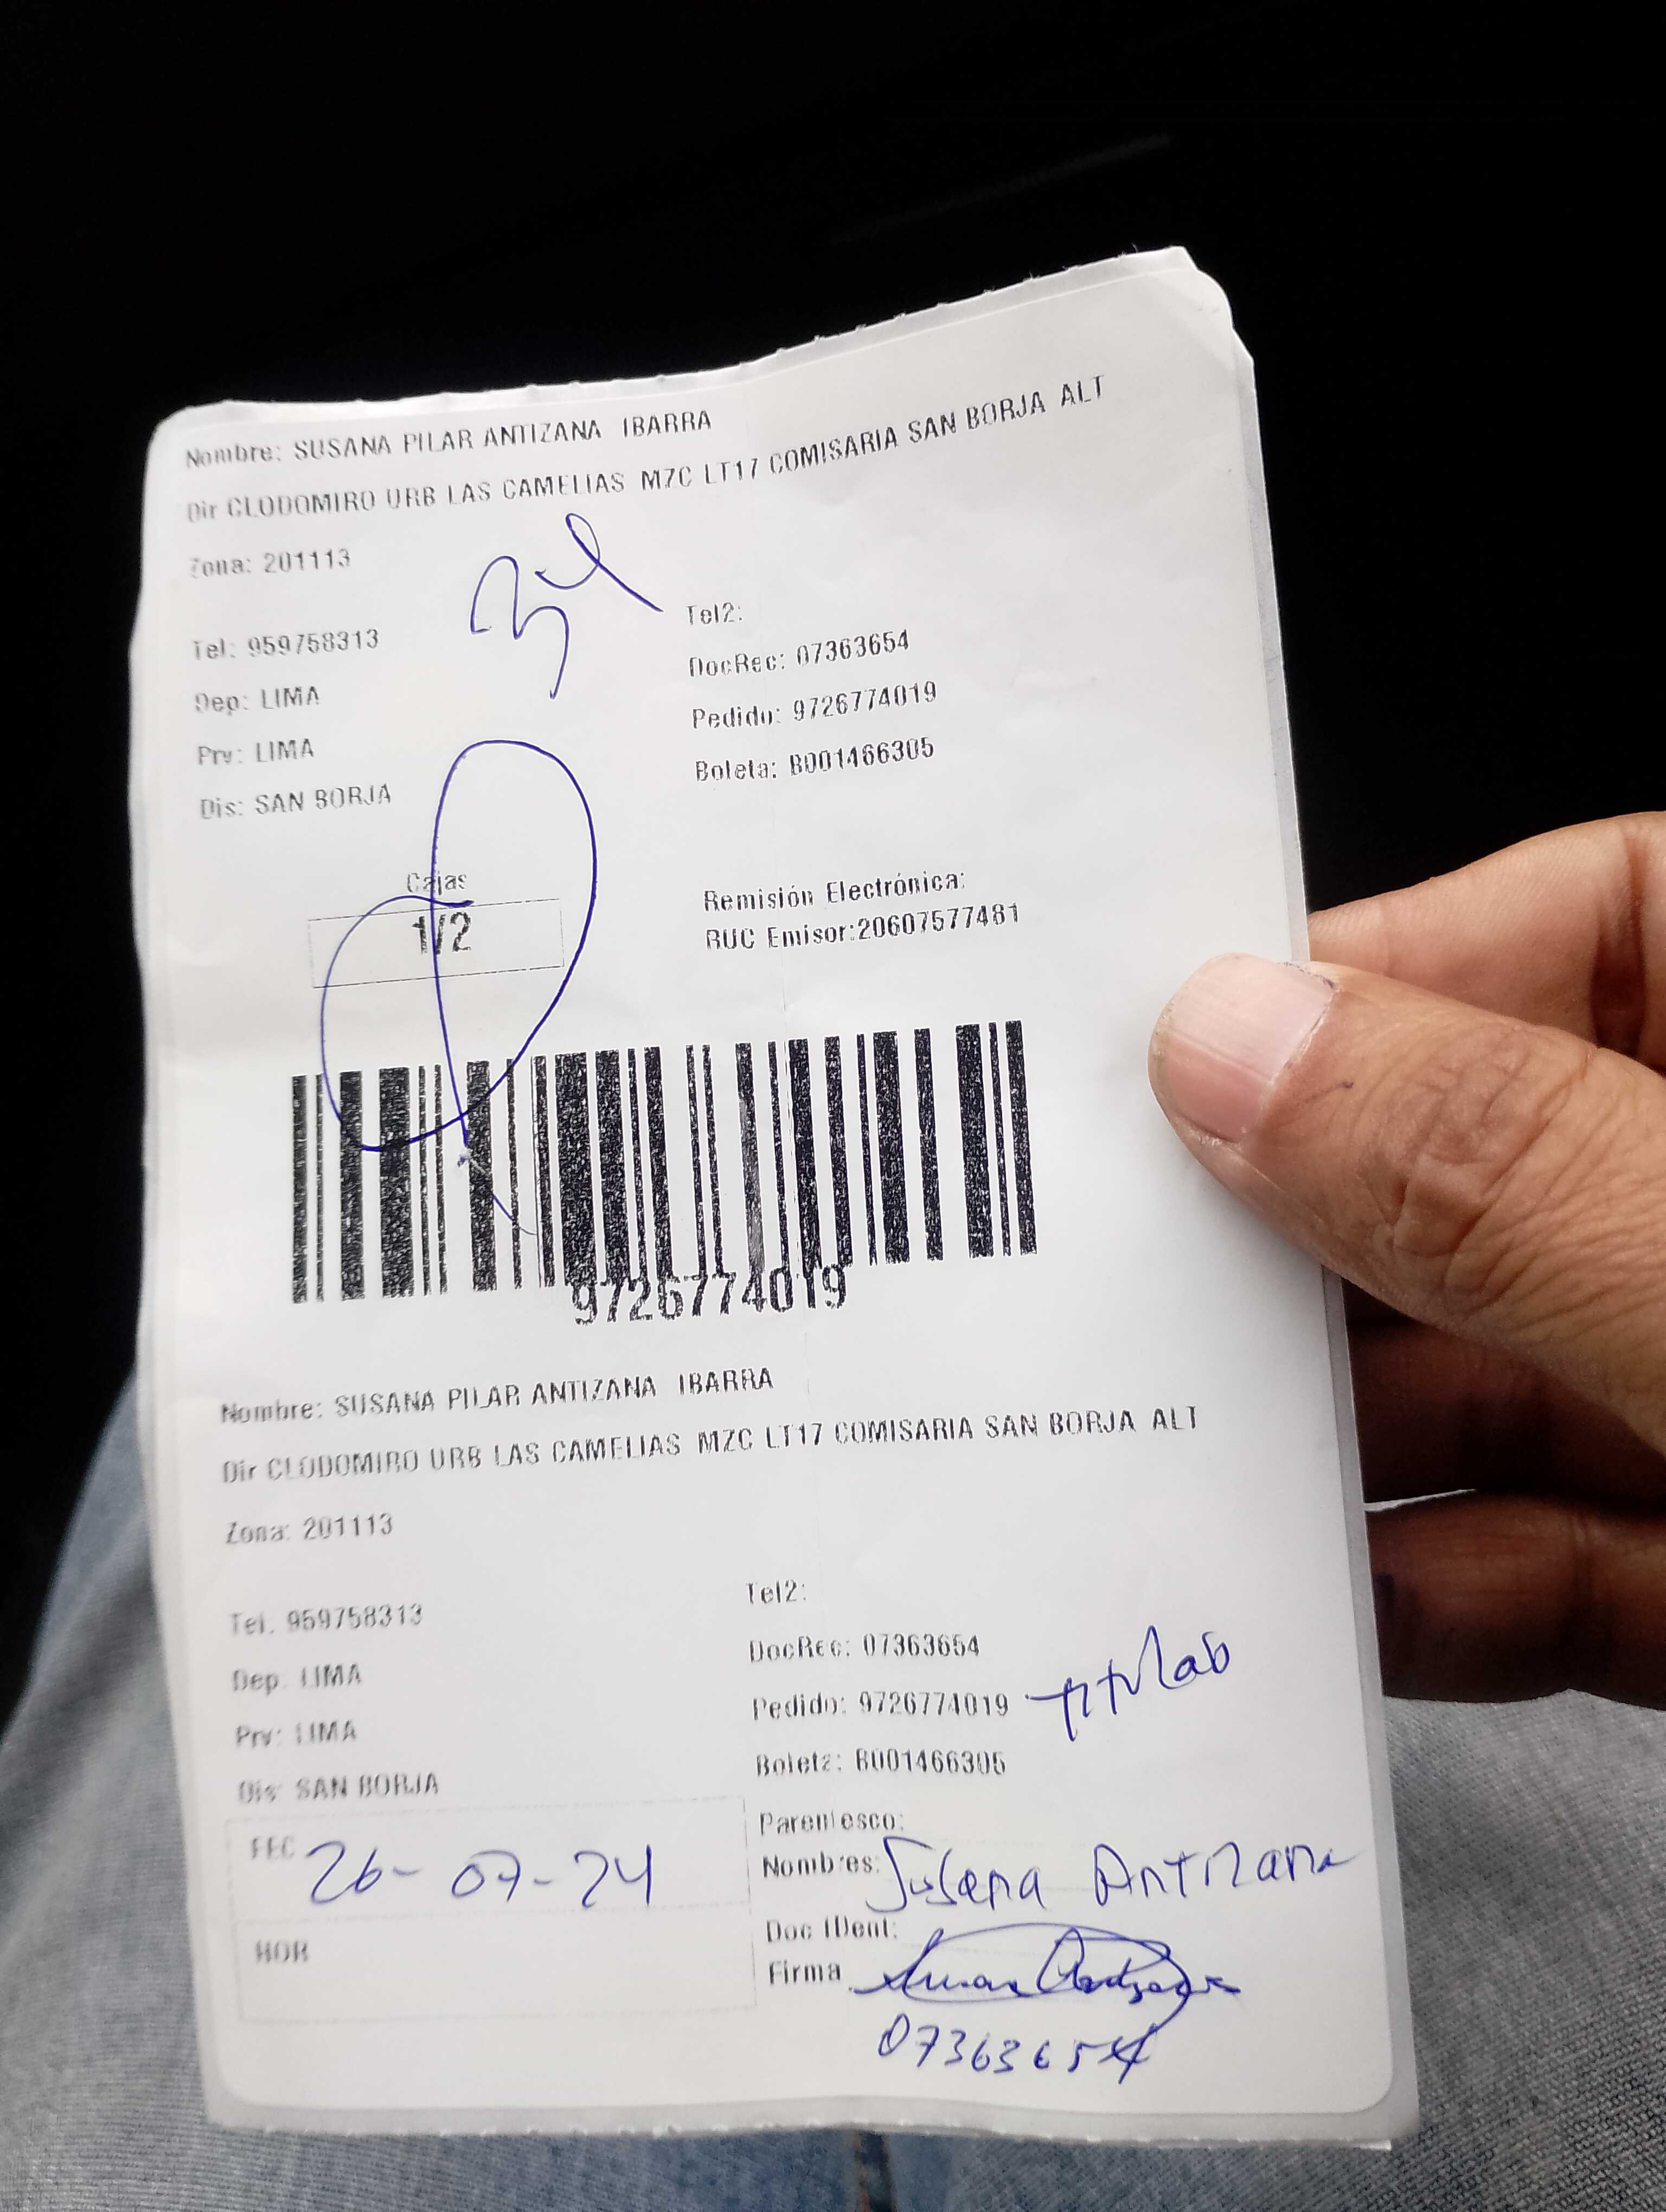 Nombre: SUSANA PILAR ANTIZANA IBARRA
Dir CLODOMIRO URB LAS CAMELIAS MZC LT17 COMISARIA SAN BORJA ALT
Zona: 201113
34
Tel: 959758313
Tel2:
Dep: LIMA
DocRec: 07363654
Prv: LIMA
Pedido: 9726774019
Dis: SAN BORJA
Boleta: B001466305
Cajas
1/2
Remisión Electrónica:
RUC Emisor:20607577481
9726774019
Nombre: SUSANA PILAR ANTIZANA IBARRA
Dir CLODOMIRO URB LAS CAMELIAS MZC LT17 COMISARIA SAN BORJA ALT
Zona: 201113
Tel: 959758313
Tel2:
Dep: LIMA
DocRec: 07363654
Prv: LIMA
Pedido: 9726774019 titular
Dis: SAN BORJA
Boleta: B001466305
FEC 26-07-24
Parentesco:
Nombres: Susana Antizana
HOR
Doc IDent:
Firma Susana Antizana
07363654